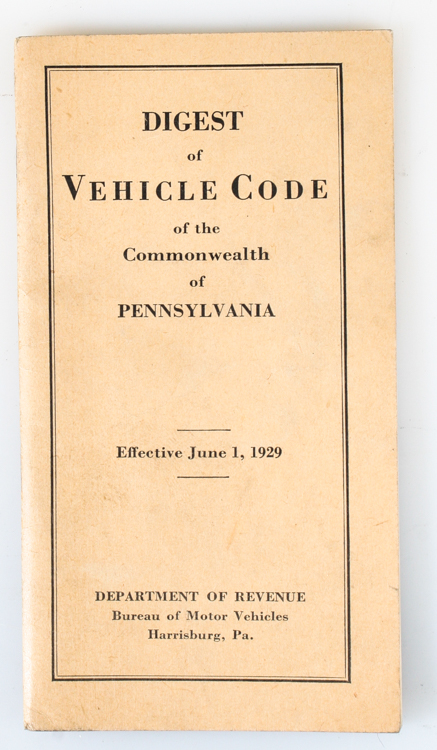 DIGEST
of
VEHICLE CODE
of the
Commonwealth
of
PENNSYLVANIA
Effective June 1, 1929
DEPARTMENT OF REVENUE
Bureau of Motor Vehicles
Harrisburg, Pa.